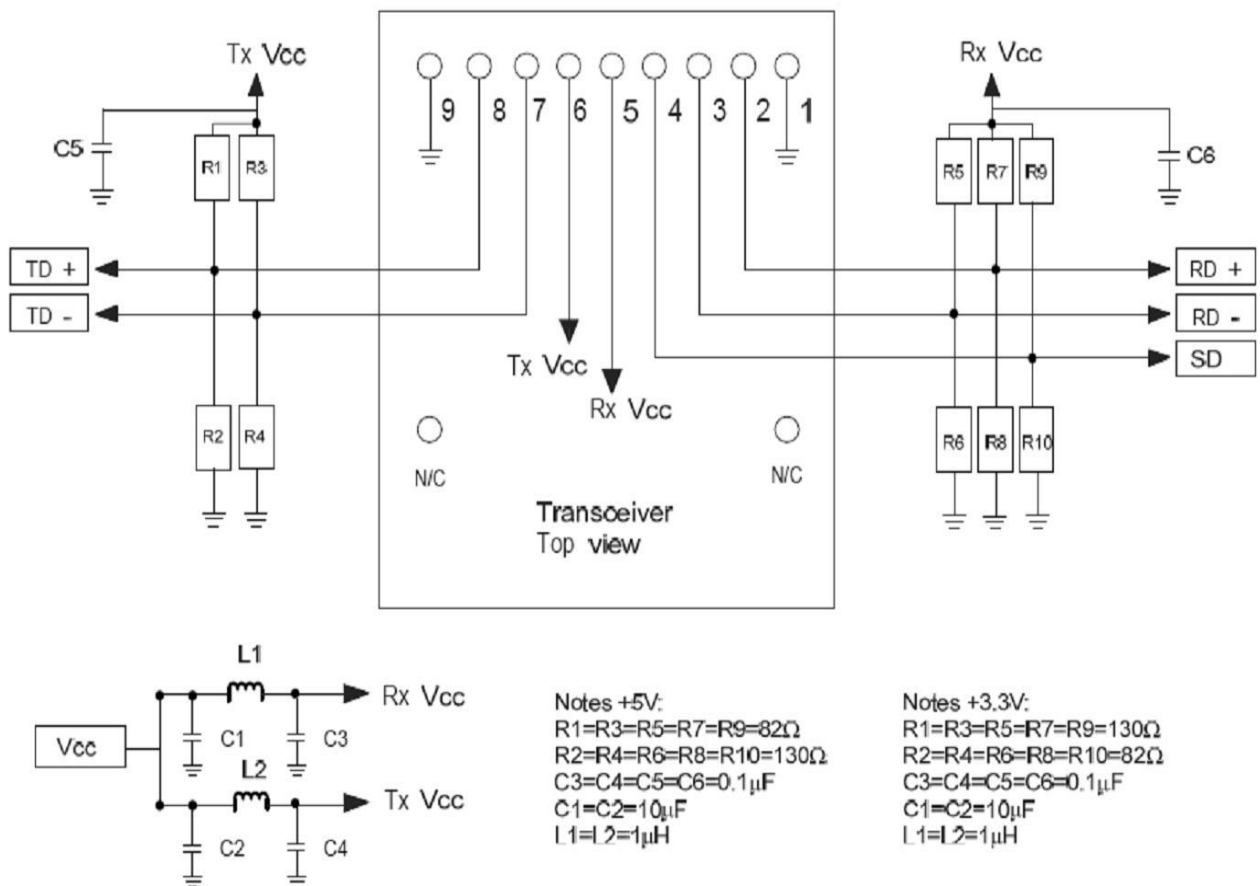 Tx Vcc
Rx Vcc
9 8 7 6 5 4 3 2 1
C5
R1 R3
R5 R7 R9
C6
TD +
RD +
TD -
RD -
Tx Vcc
SD
Rx Vcc
R2 R4
R6 R8 R10
N/C
N/C
Transceiver
Top view
L1
Rx Vcc
C1
C3
Vcc
L2
Tx Vcc
C2
C4
Notes +5V:
R1=R3=R5=R7=R9=82Ω
R2=R4=R6=R8=R10=130Ω
C3=C4=C5=C6=0.1μF
C1=C2=10μF
L1=L2=1μH
Notes +3.3V:
R1=R3=R5=R7=R9=130Ω
R2=R4=R6=R8=R10=82Ω
C3=C4=C5=C6=0.1μF
C1=C2=10μF
L1=L2=1μH